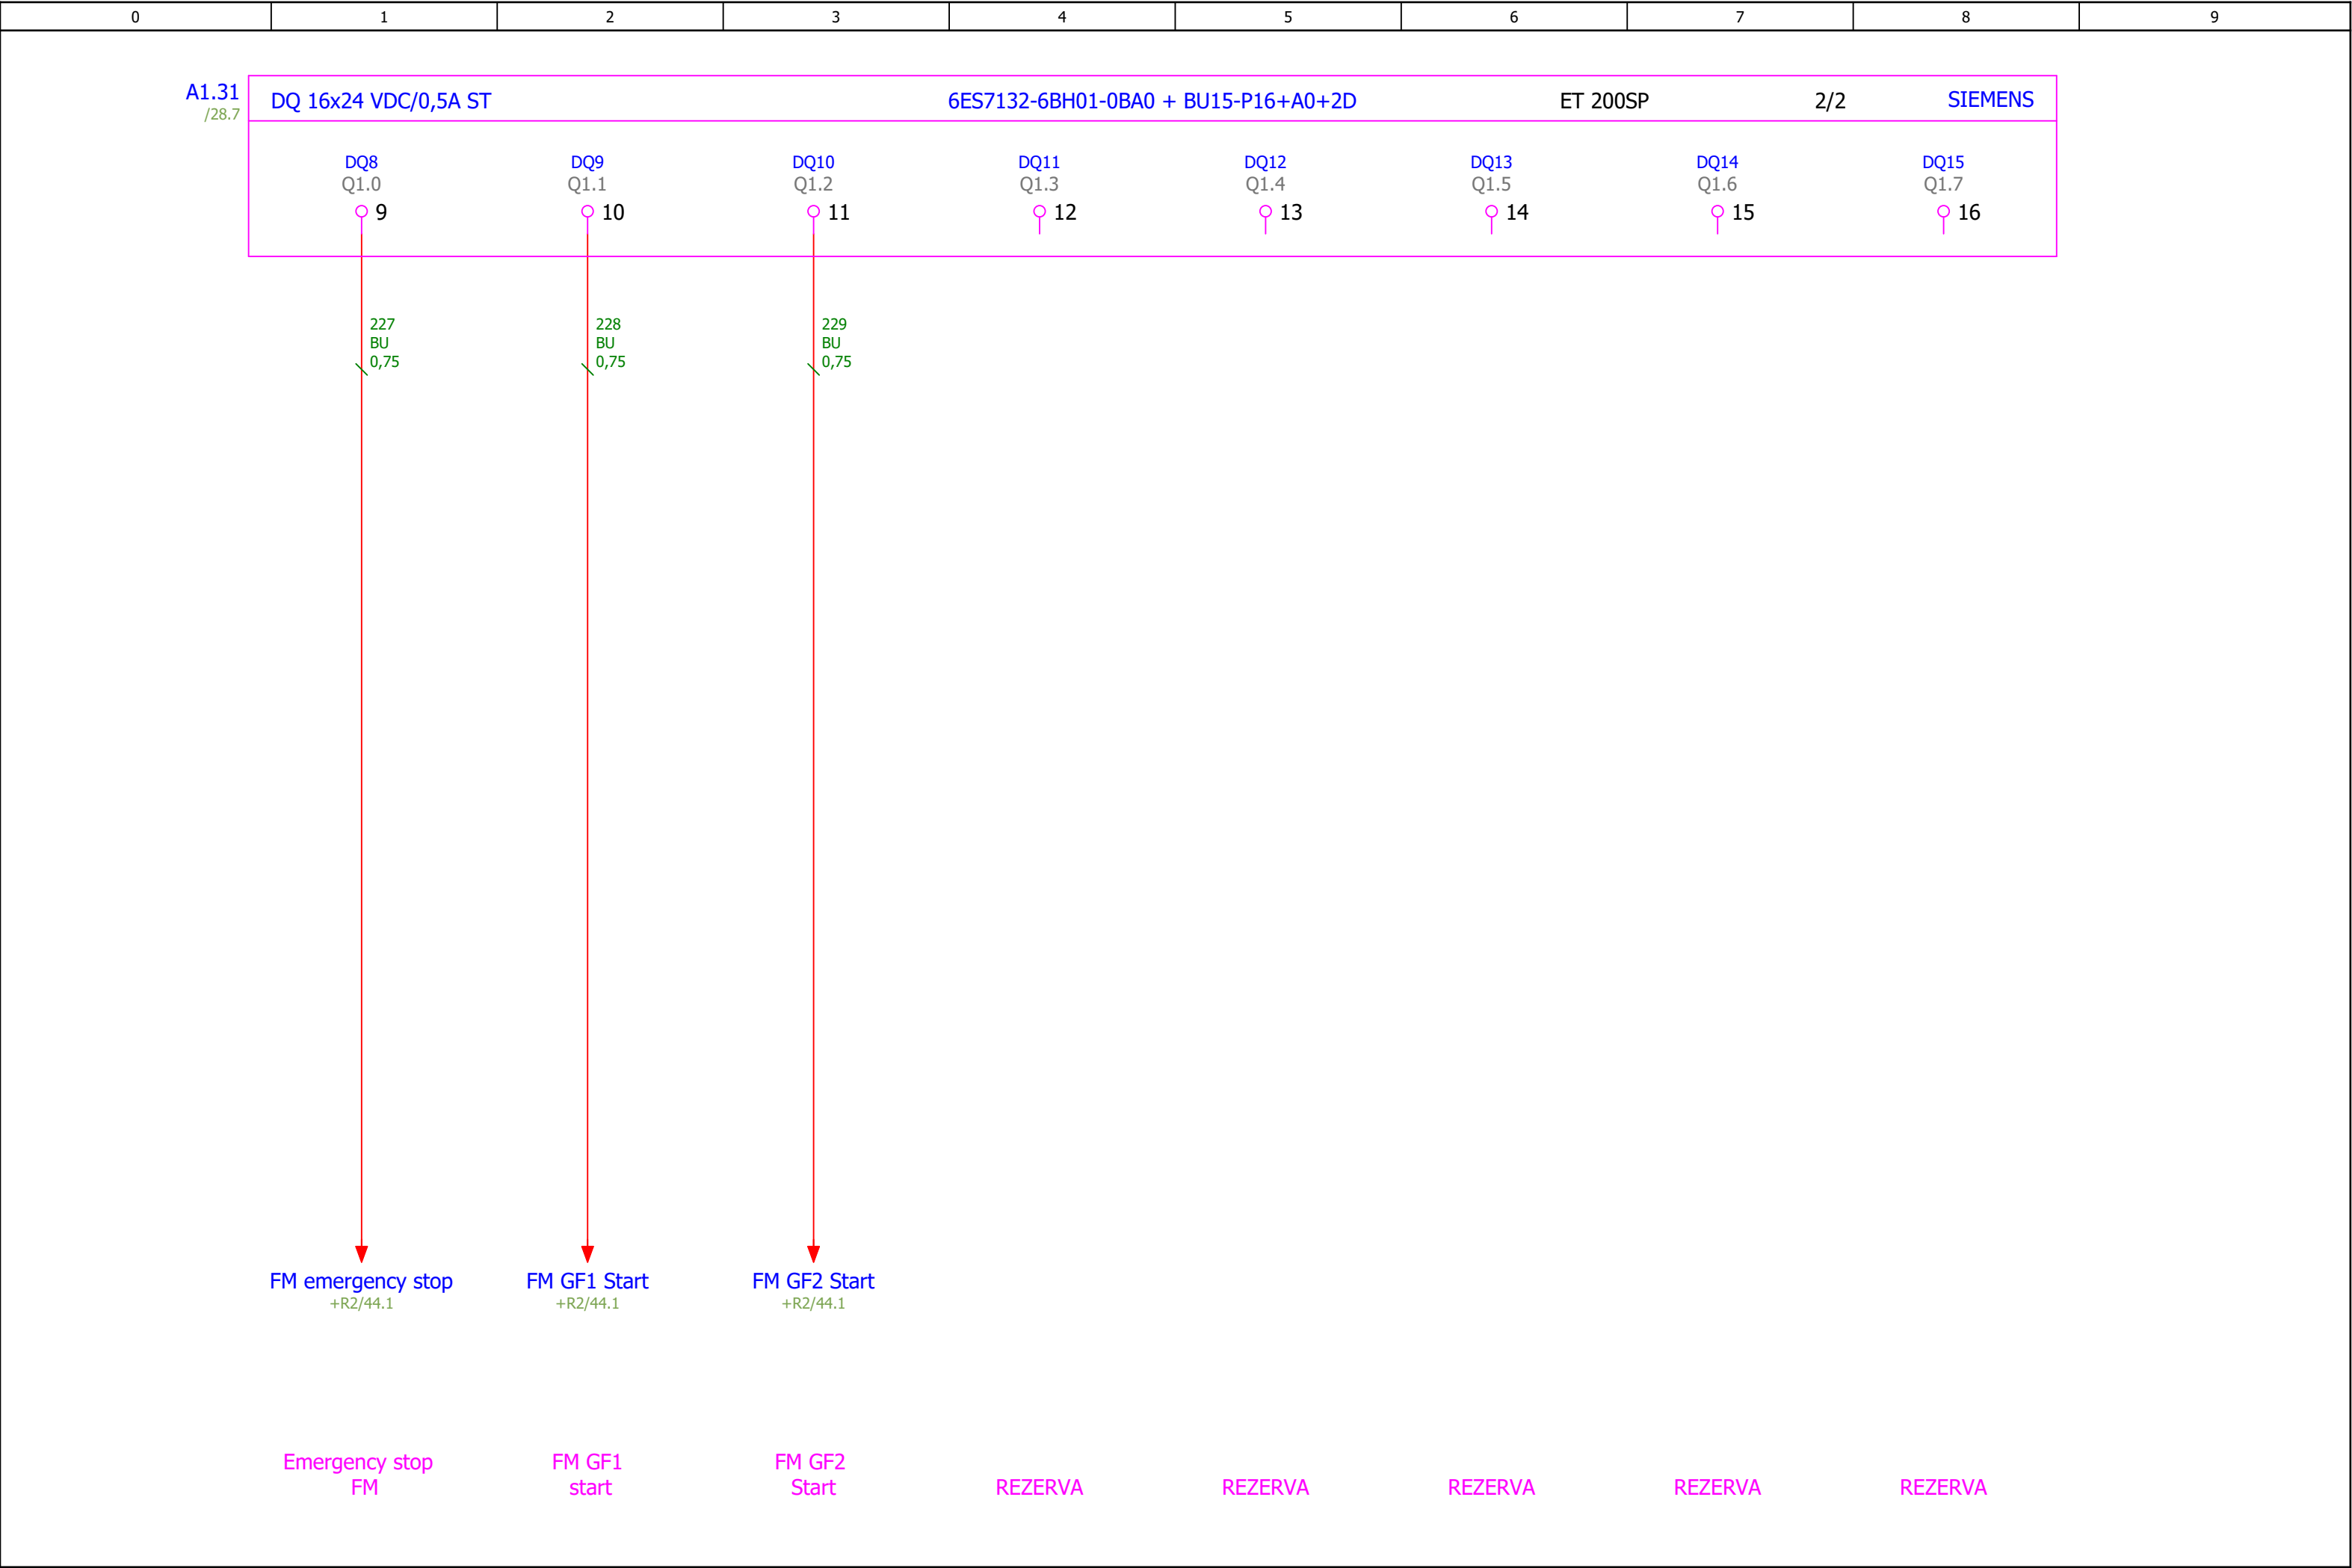 0 1 2 3 4 5 6 7 8 9
A1.31 DQ 16x24 VDC/0,5A ST 6ES7132-6BH01-0BA0 + BU15-P16+A0+2D ET 200SP 2/2 SIEMENS
/28.7
DQ8 DQ9 DQ10 DQ11 DQ12 DQ13 DQ14 DQ15
Q1.0 Q1.1 Q1.2 Q1.3 Q1.4 Q1.5 Q1.6 Q1.7
9 10 11 12 13 14 15 16
227 228 229
BU BU BU
0,75 0,75 0,75
FM emergency stop FM GF1 Start FM GF2 Start
+R2/44.1 +R2/44.1 +R2/44.1
Emergency stop FM GF1 FM GF2
FM start Start REZERVA REZERVA REZERVA REZERVA REZERVA